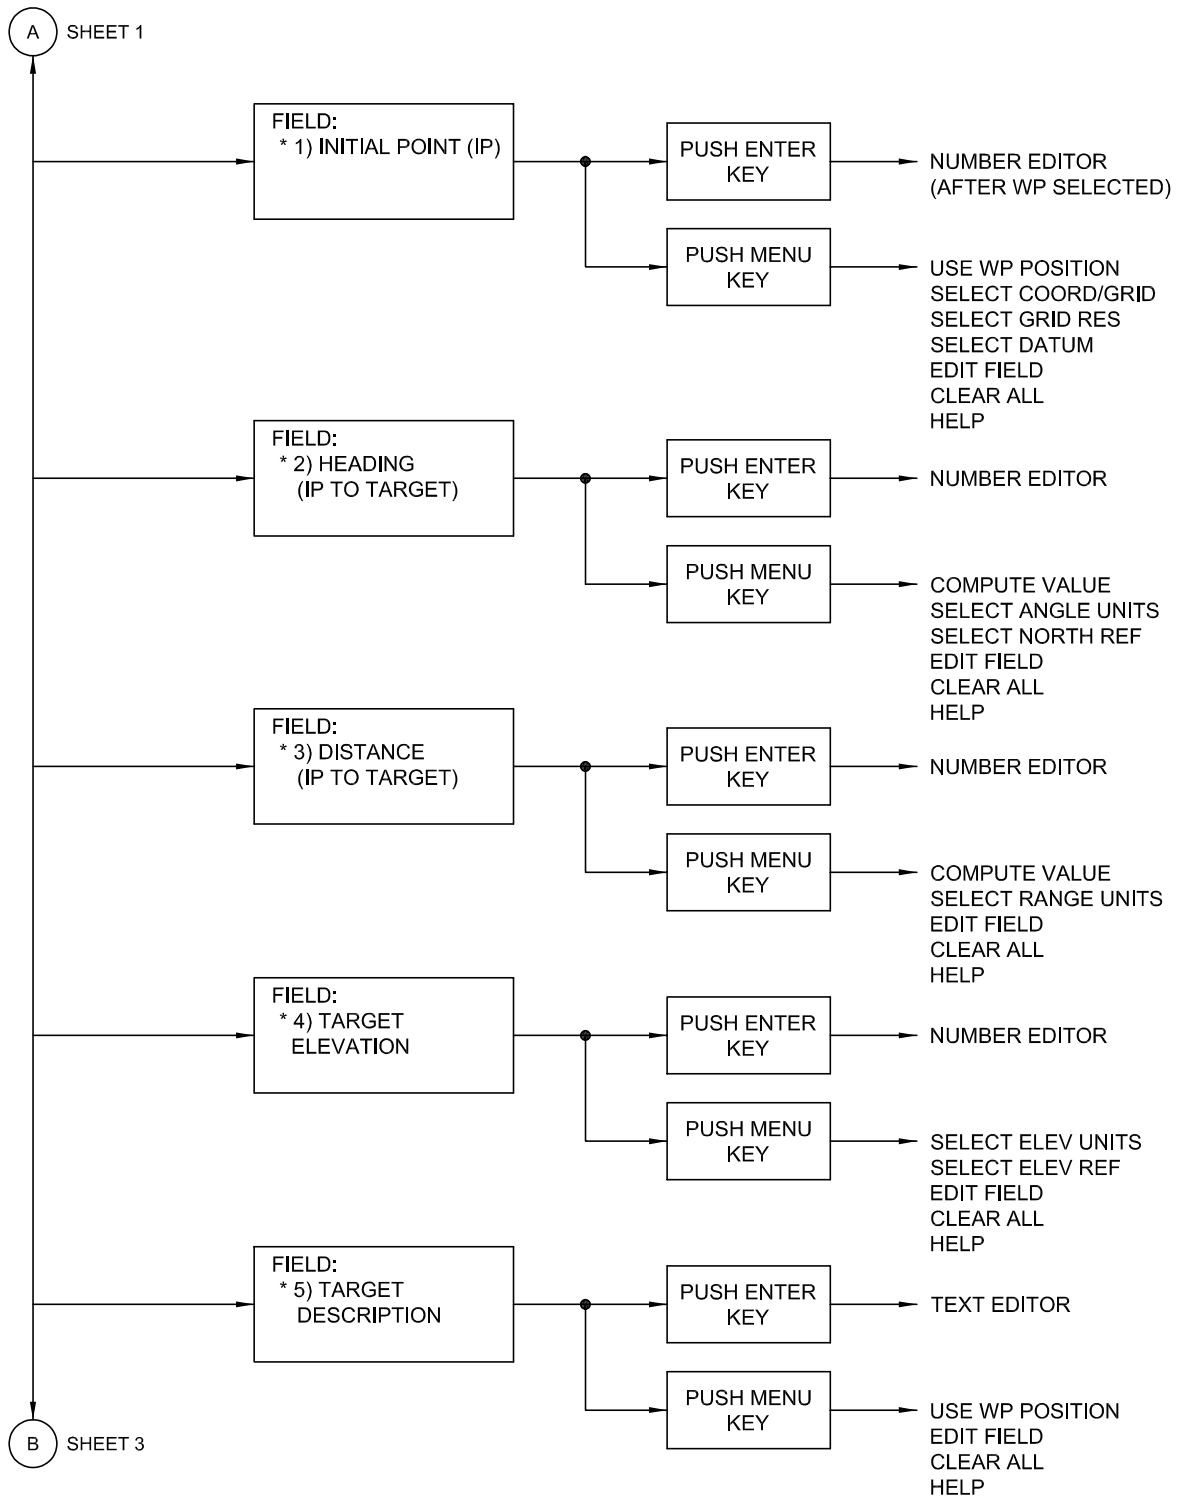 A SHEET 1
FIELD:
* 1) INITIAL POINT (IP)
PUSH ENTER
KEY
NUMBER EDITOR
(AFTER WP SELECTED)
PUSH MENU
KEY
USE WP POSITION
SELECT COORD/GRID
SELECT GRID RES
SELECT DATUM
EDIT FIELD
CLEAR ALL
HELP
FIELD:
* 2) HEADING
(IP TO TARGET)
PUSH ENTER
KEY
NUMBER EDITOR
PUSH MENU
KEY
COMPUTE VALUE
SELECT ANGLE UNITS
SELECT NORTH REF
EDIT FIELD
CLEAR ALL
HELP
FIELD:
* 3) DISTANCE
(IP TO TARGET)
PUSH ENTER
KEY
NUMBER EDITOR
PUSH MENU
KEY
COMPUTE VALUE
SELECT RANGE UNITS
EDIT FIELD
CLEAR ALL
HELP
FIELD:
* 4) TARGET
ELEVATION
PUSH ENTER
KEY
NUMBER EDITOR
PUSH MENU
KEY
SELECT ELEV UNITS
SELECT ELEV REF
EDIT FIELD
CLEAR ALL
HELP
FIELD:
* 5) TARGET
DESCRIPTION
PUSH ENTER
KEY
TEXT EDITOR
PUSH MENU
KEY
USE WP POSITION
EDIT FIELD
CLEAR ALL
HELP
B SHEET 3